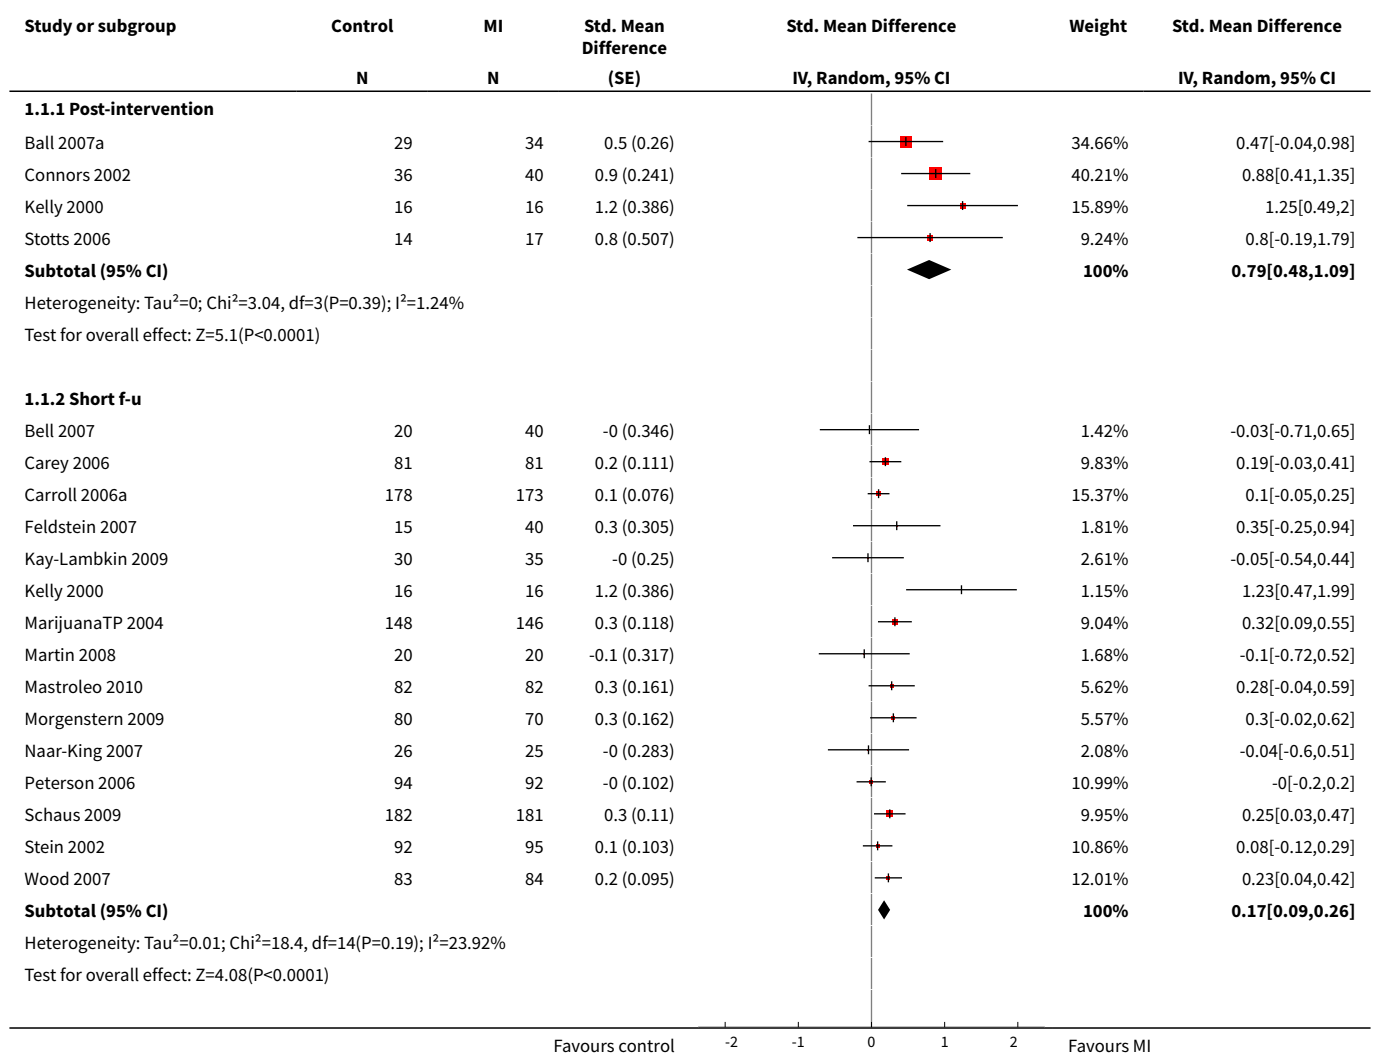 Study or subgroup Control MI Std. Mean Difference Std. Mean Difference Weight Std. Mean Difference
N N (SE) IV, Random, 95% CI IV, Random, 95% CI
1.1.1 Post-intervention
Ball 2007a 29 34 0.5 (0.26) 34.66% 0.47[-0.04,0.98]
Connors 2002 36 40 0.9 (0.241) 40.21% 0.88[0.41,1.35]
Kelly 2000 16 16 1.2 (0.386) 15.89% 1.25[0.49,2]
Stotts 2006 14 17 0.8 (0.507) 9.24% 0.8[-0.19,1.79]
Subtotal (95% CI) 100% 0.79[0.48,1.09]
Heterogeneity: Tau²=0; Chi²=3.04, df=3(P=0.39); I²=1.24%
Test for overall effect: Z=5.1(P<0.0001)
1.1.2 Short f-u
Bell 2007 20 40 -0 (0.346) 1.42% -0.03[-0.71,0.65]
Carey 2006 81 81 0.2 (0.111) 9.83% 0.19[-0.03,0.41]
Carroll 2006a 178 173 0.1 (0.076) 15.37% 0.1[-0.05,0.25]
Feldstein 2007 15 40 0.3 (0.305) 1.81% 0.35[-0.25,0.94]
Kay-Lambkin 2009 30 35 -0 (0.25) 2.61% -0.05[-0.54,0.44]
Kelly 2000 16 16 1.2 (0.386) 1.15% 1.23[0.47,1.99]
MarijuanaTP 2004 148 146 0.3 (0.118) 9.04% 0.32[0.09,0.55]
Martin 2008 20 20 -0.1 (0.317) 1.68% -0.1[-0.72,0.52]
Mastroleo 2010 82 82 0.3 (0.161) 5.62% 0.28[-0.04,0.59]
Morgenstern 2009 80 70 0.3 (0.162) 5.57% 0.3[-0.02,0.62]
Naar-King 2007 26 25 -0 (0.283) 2.08% -0.04[-0.6,0.51]
Peterson 2006 94 92 -0 (0.102) 10.99% -0[-0.2,0.2]
Schaus 2009 182 181 0.3 (0.11) 9.95% 0.25[0.03,0.47]
Stein 2002 92 95 0.1 (0.103) 10.86% 0.08[-0.12,0.29]
Wood 2007 83 84 0.2 (0.095) 12.01% 0.23[0.04,0.42]
Subtotal (95% CI) 100% 0.17[0.09,0.26]
Heterogeneity: Tau²=0.01; Chi²=18.4, df=14(P=0.19); I²=23.92%
Test for overall effect: Z=4.08(P<0.0001)
Favours control -2 -1 0 1 2 Favours MI